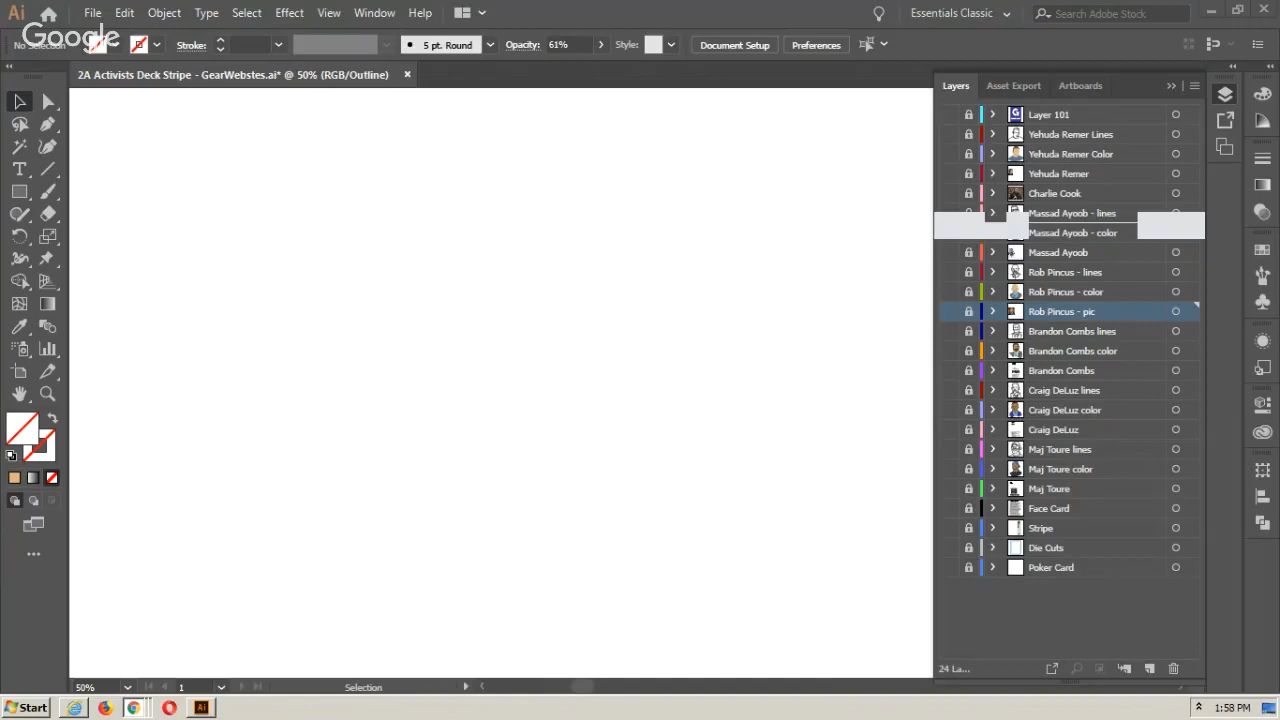 Ai File Edit Object Type Select Effect View Window Help Essentials Classic Search Adobe Stock
Google
No Selection Stroke: 5 pt. Round Opacity: 61% Style: Document Setup Preferences
2A Activists Deck Stripe - GearWebstes.ai* @ 50% (RGB/Outline) ×
Layers Asset Export Artboards
Layer 101
Yehuda Remer Lines
Yehuda Remer Color
Yehuda Remer
Charlie Cook
Massad Ayoob - lines
Massad Ayoob - color
Massad Ayoob
Rob Pincus - lines
Rob Pincus - color
Rob Pincus - pic
Brandon Combs lines
Brandon Combs color
Brandon Combs
Craig DeLuz lines
Craig DeLuz color
Craig DeLuz
Maj Toure lines
Maj Toure color
Maj Toure
Face Card
Stripe
Die Cuts
Poker Card
24 La...
50% 1 Selection
Start Ai 1:58 PM